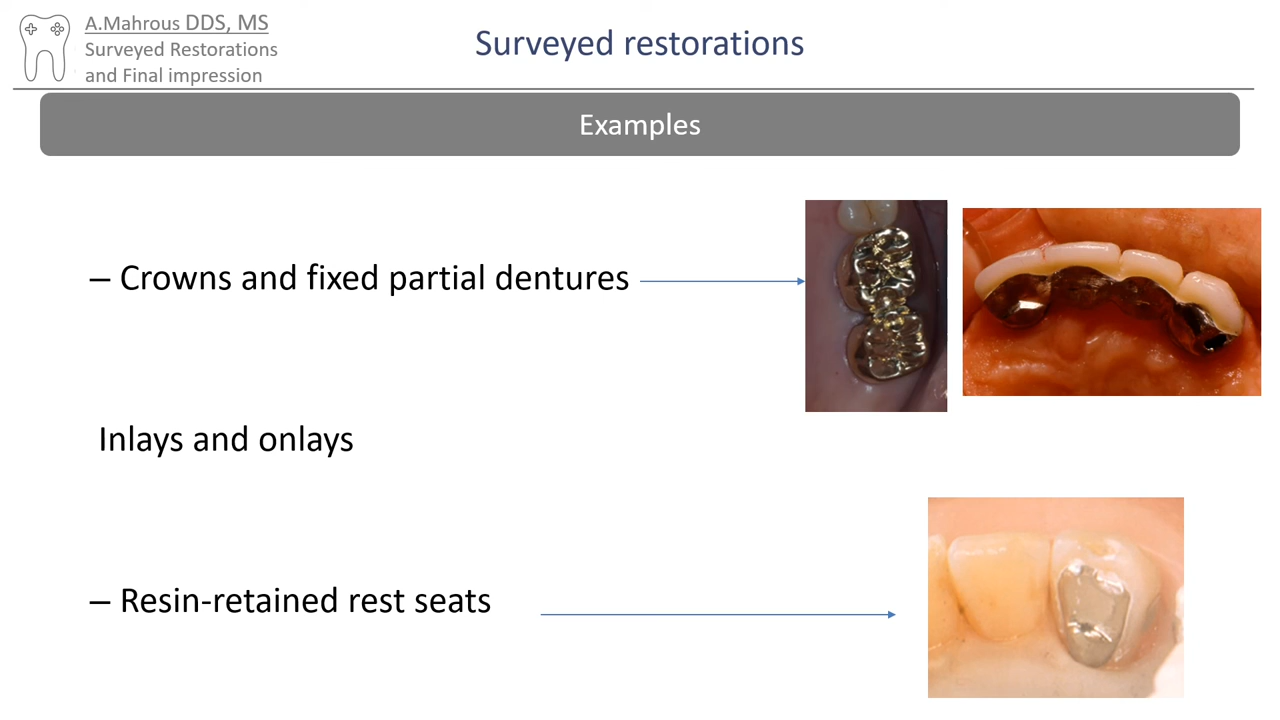 A.Mahrous DDS, MS
Surveyed Restorations
and Final impression
Surveyed restorations
Examples
– Crowns and fixed partial dentures
Inlays and onlays
– Resin-retained rest seats